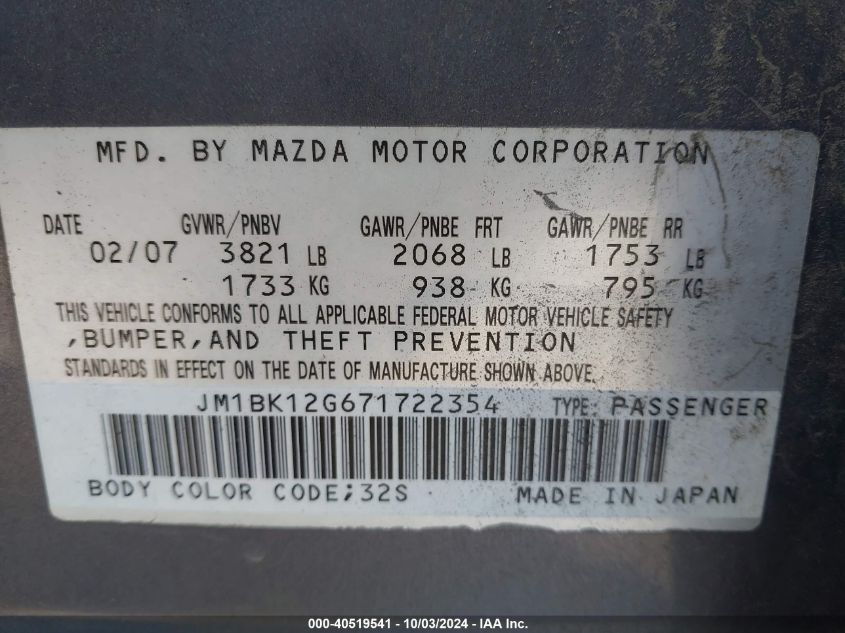 MFD. BY MAZDA MOTOR CORPORATION
DATE GVWR/PNBV GAWR/PNBE FRT GAWR/PNBE RR
02/07 3821 LB 2068 LB 1753 LB
1733 KG 938 KG 795 KG
THIS VEHICLE CONFORMS TO ALL APPLICABLE FEDERAL MOTOR VEHICLE SAFETY
,BUMPER,AND THEFT PREVENTION
STANDARDS IN EFFECT ON THE DATE OF MANUFACTURE SHOWN ABOVE.
JM1BK12G671722354 TYPE: PASSENGER
BODY COLOR CODE;32S MADE IN JAPAN
000-40519541 - 10/03/2024 - IAA Inc.